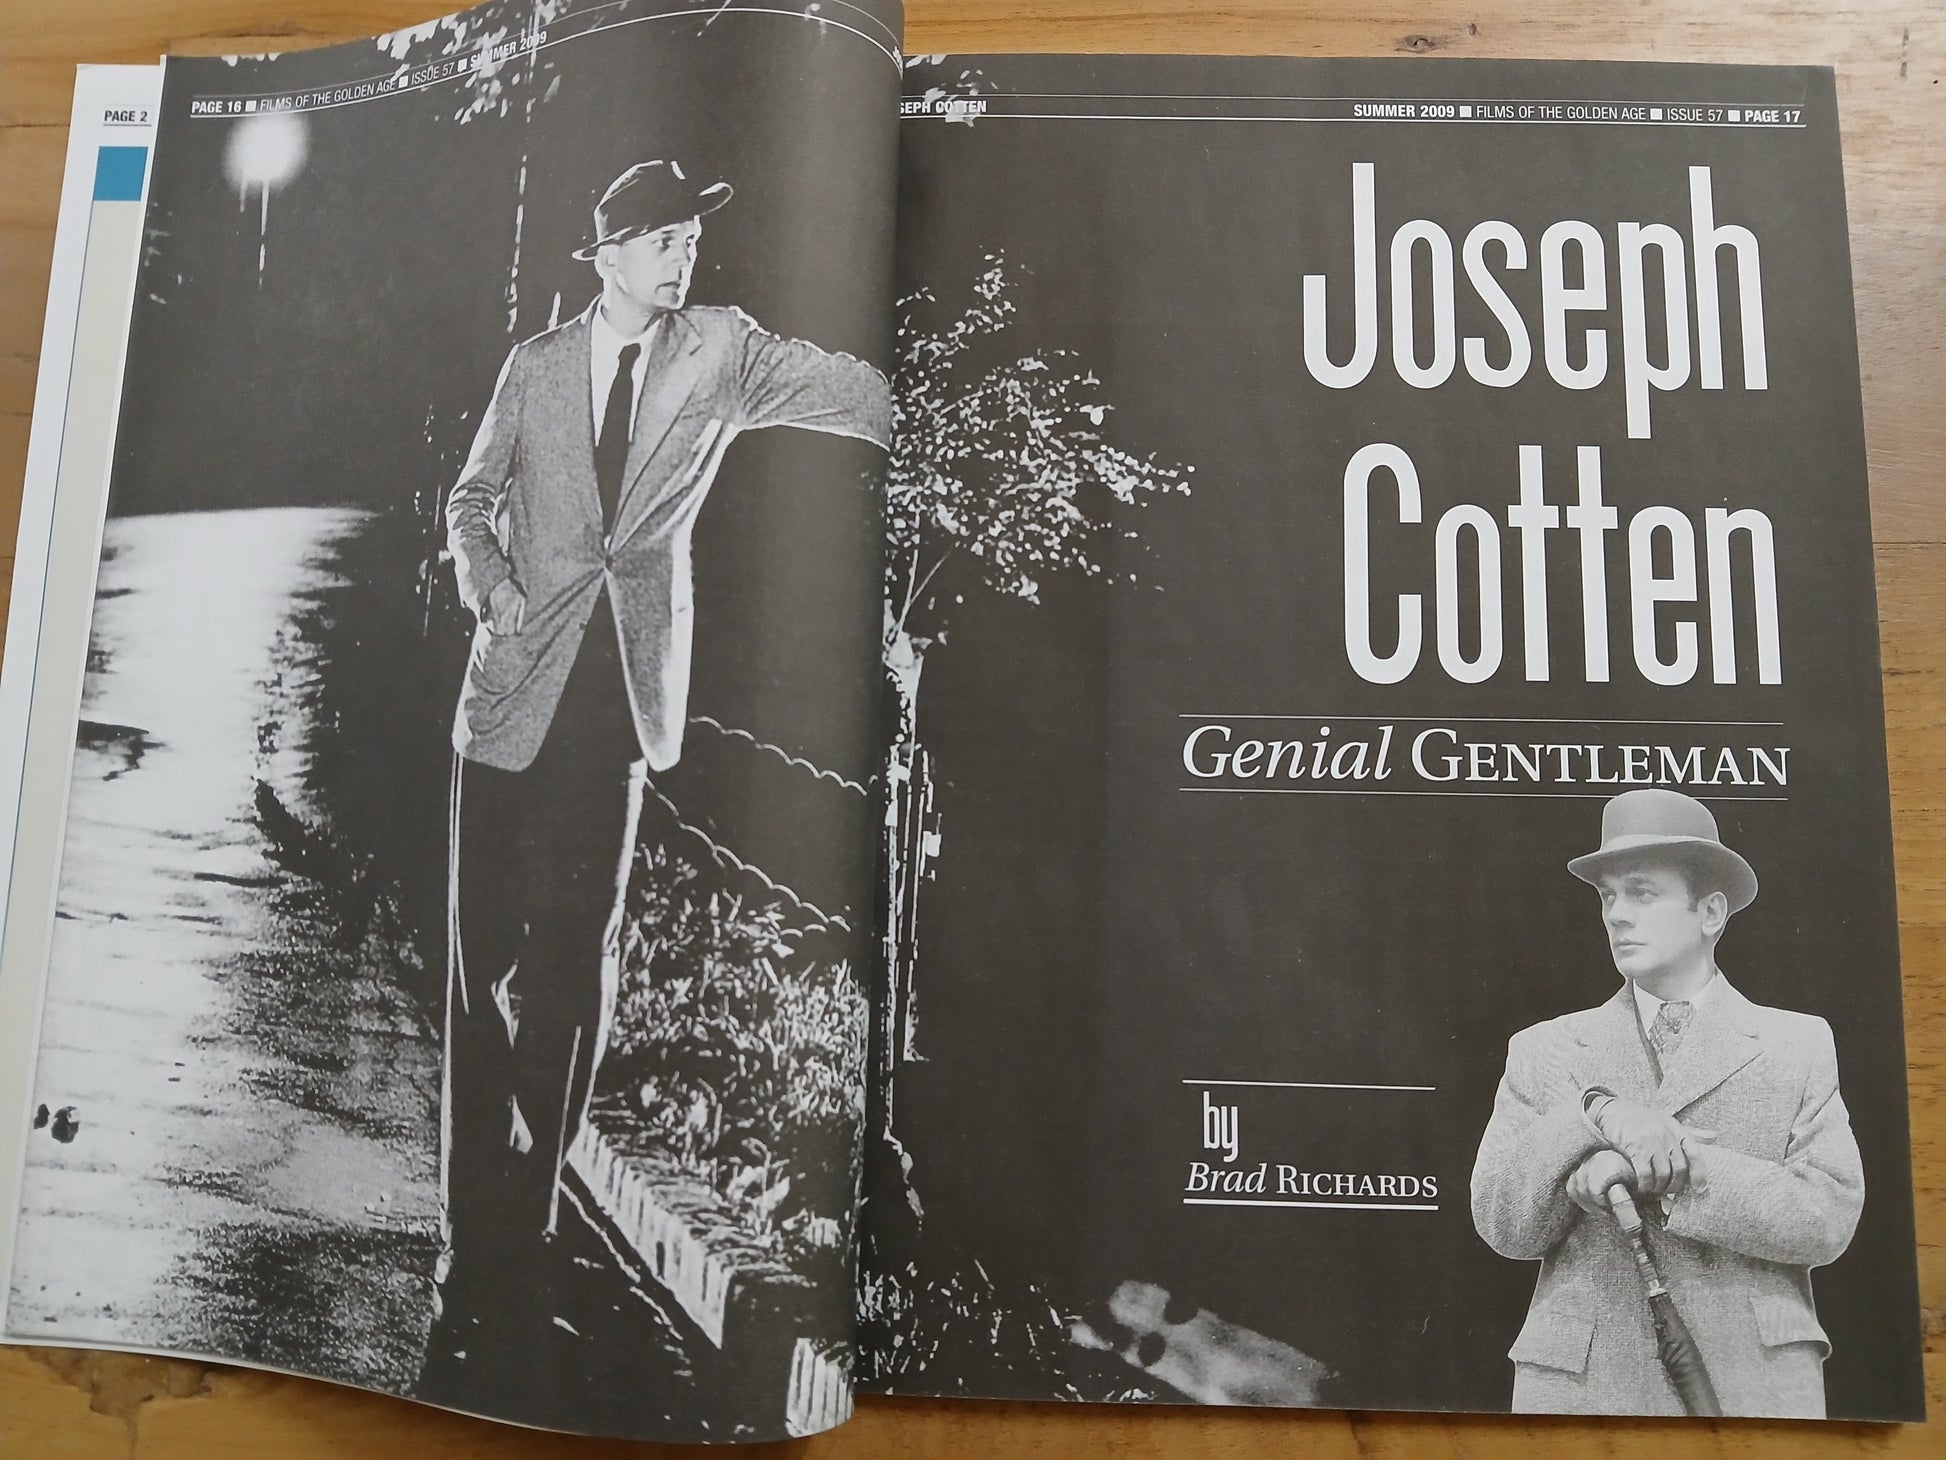 PAGE 2
PAGE 16 ■ FILMS OF THE GOLDEN AGE ■ ISSUE 57 ■ SUMMER 2009
COTTEN
SUMMER 2009 ■ FILMS OF THE GOLDEN AGE ■ ISSUE 57 ■ PAGE 17
Joseph
Cotten
Genial GENTLEMAN
by
Brad RICHARDS